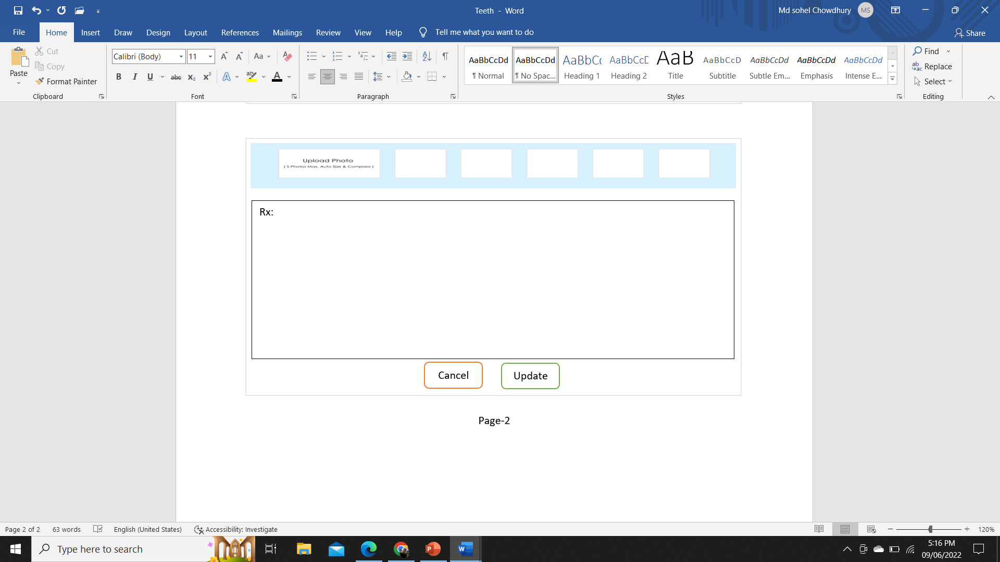 Teeth - Word
Md sohel Chowdhury
MS
File
Home
Insert
Draw
Design
Layout
References
Mailings
Review
View
Help
Tell me what you want to do
Share
Paste
Cut
Copy
Format Painter
Clipboard
Calibri (Body)
11
Aa
B I U abc x₂ x² A ab A
Font
Paragraph
AaBbCcDd
¶ Normal
AaBbCcDd
¶ No Spac...
AaBbCc
Heading 1
AaBbCcD
Heading 2
AaB
Title
AaBbCcD
Subtitle
AaBbCcDd
Subtle Em...
AaBbCcDd
Emphasis
AaBbCcDd
Intense E...
Styles
Find
Replace
Select
Editing
Upload Photo
( 5 Photos Max, Auto Size & Compress )
Rx:
Cancel
Update
Page-2
Page 2 of 2
63 words
English (United States)
Accessibility: Investigate
120%
Type here to search
5:16 PM
09/06/2022